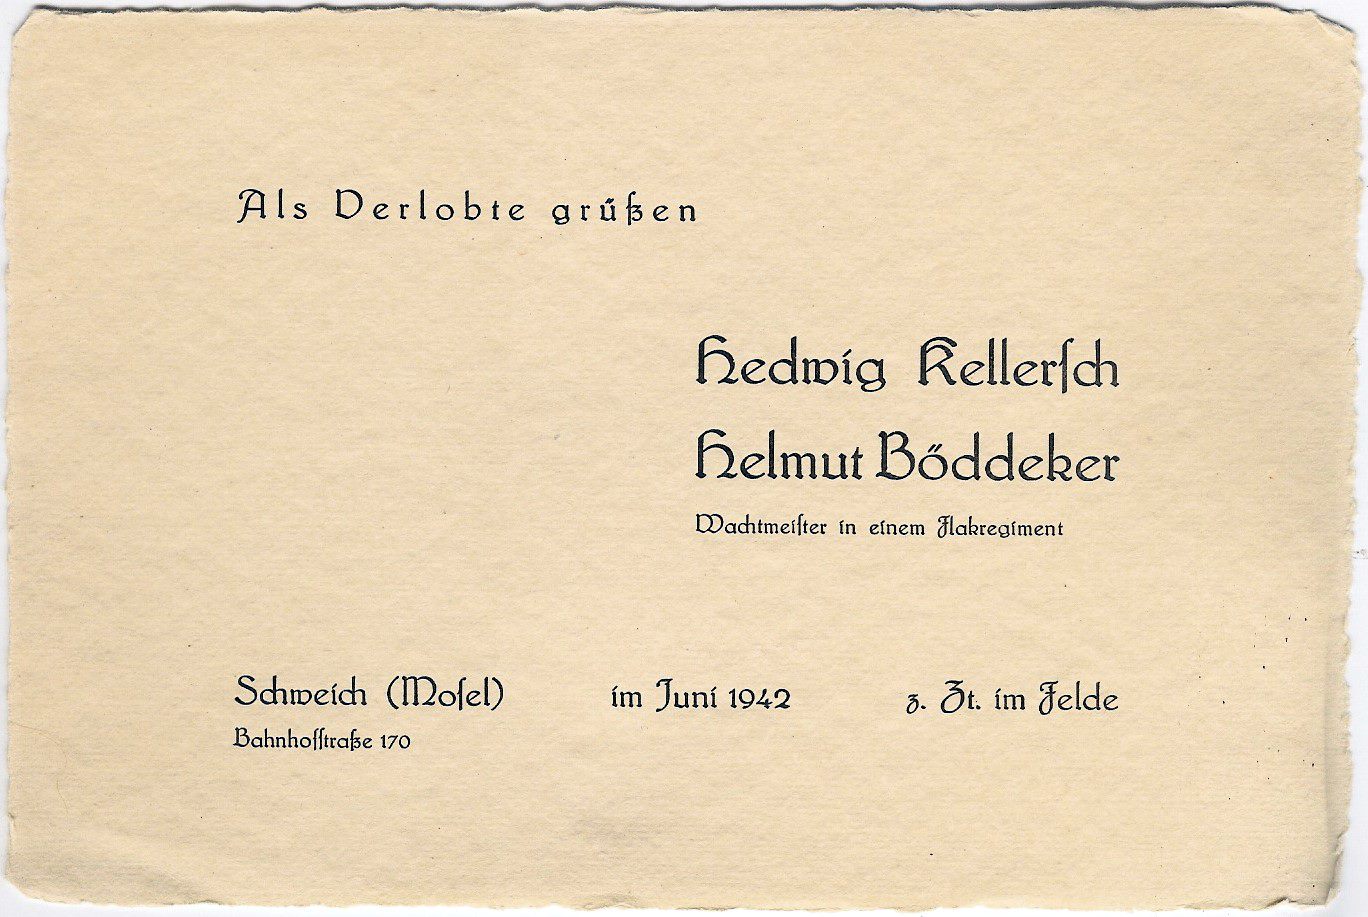 Als Verlobte grüßen
Hedwig Kellersch
Helmut Böddeker
Wachtmeister in einem Flakregiment
Schweich (Mosel) im Juni 1942 z. Zt. im Felde
Bahnhofstraße 170